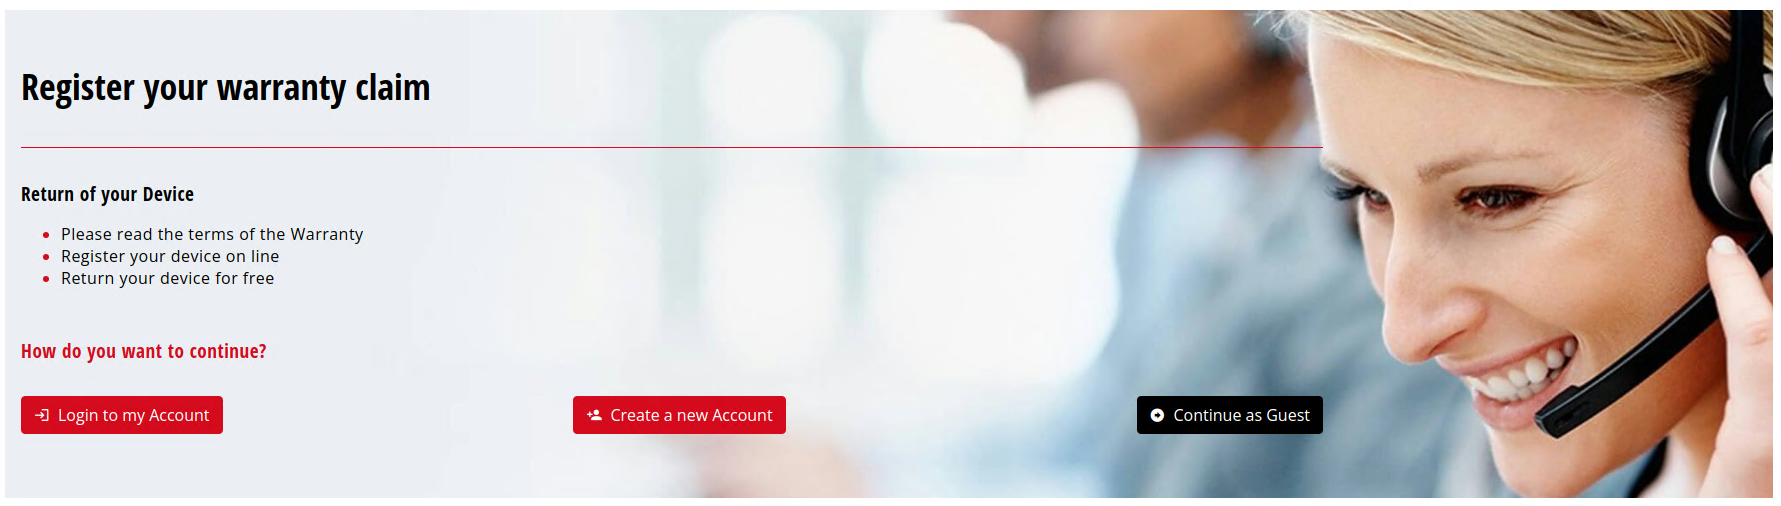 Register your warranty claim
Return of your Device
Please read the terms of the Warranty
Register your device on line
Return your device for free
How do you want to continue?
Login to my Account
Create a new Account
Continue as Guest